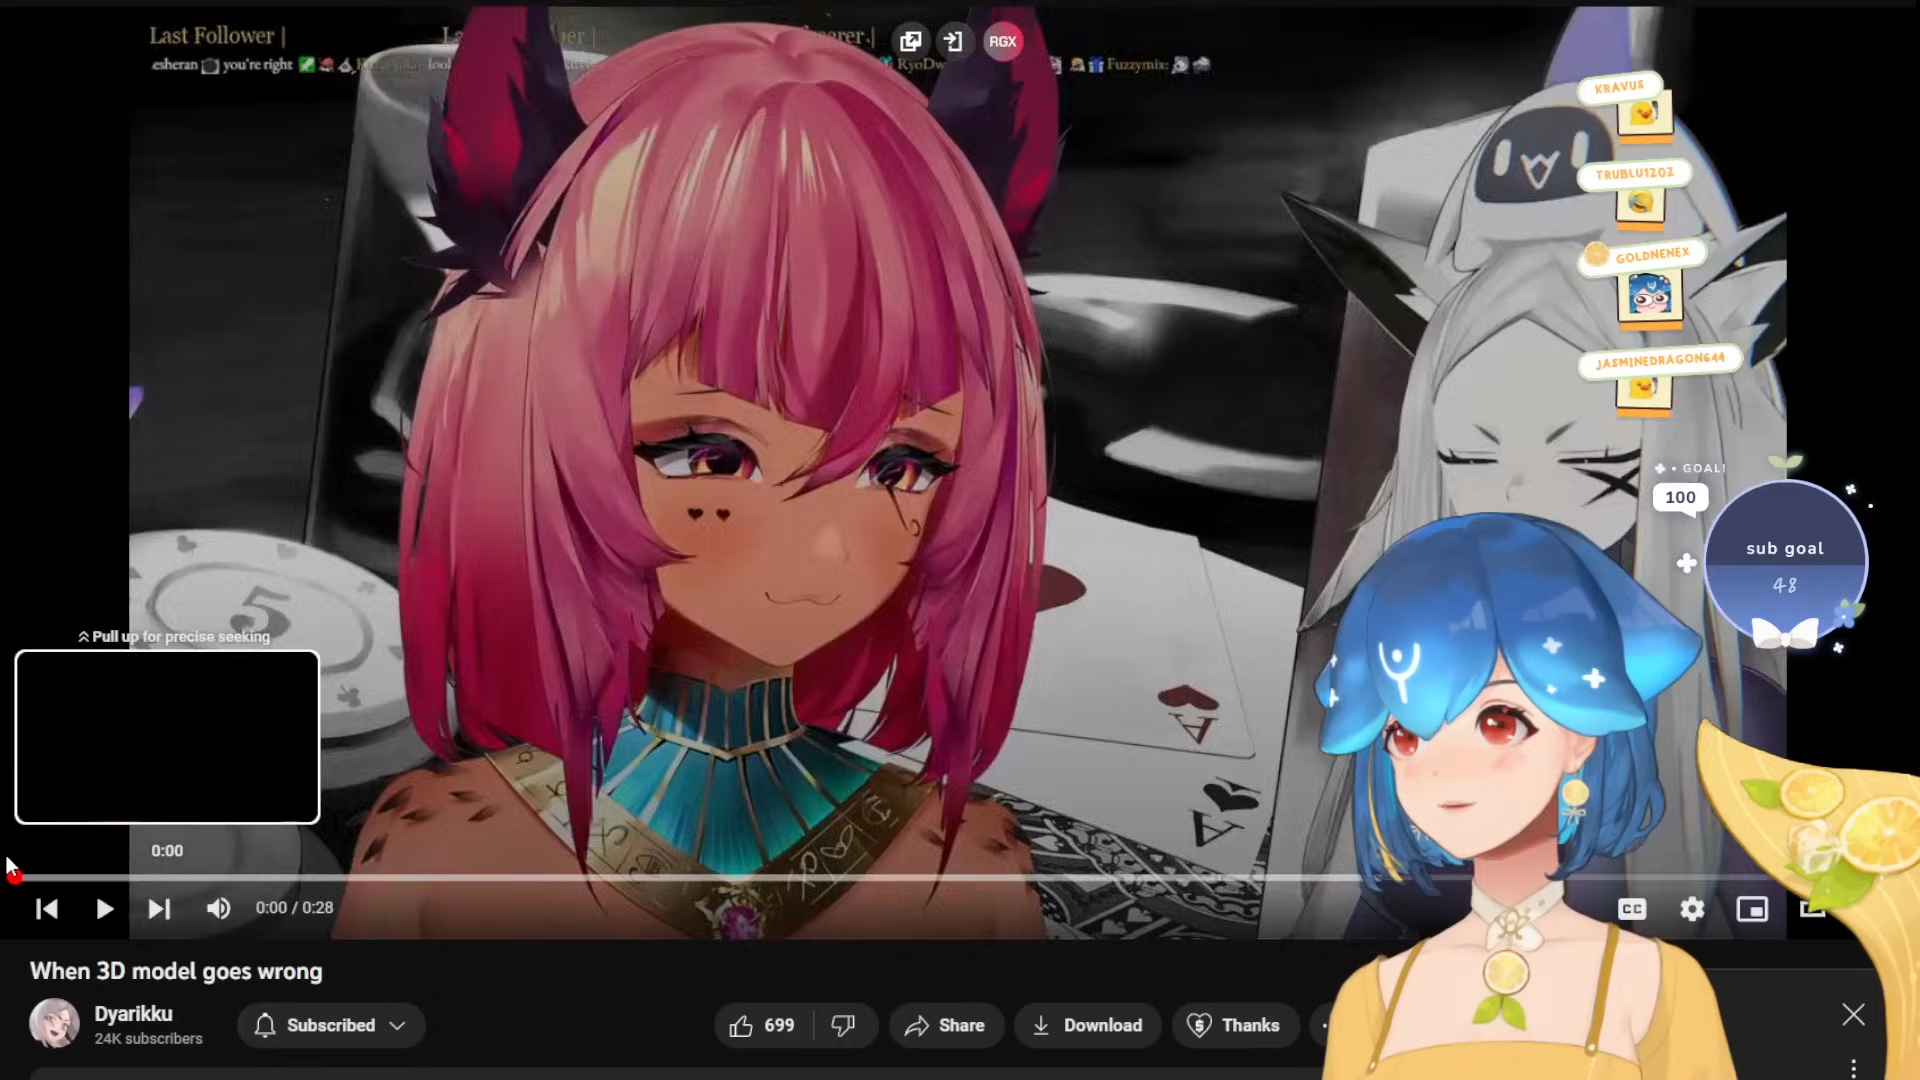 Last Follower |
esheran you're right
RyoDw
Fuzzymix:
RGX
KRAVUS
TRUBLU1202
GOLDNENEX
JASMINEDRAGON644
• GOAL!
100
sub goal
48
5
A
A
Pull up for precise seeking
0:00
0:00 / 0:28
CC
When 3D model goes wrong
Dyarikku
24K subscribers
Subscribed
699
Share
Download
Thanks